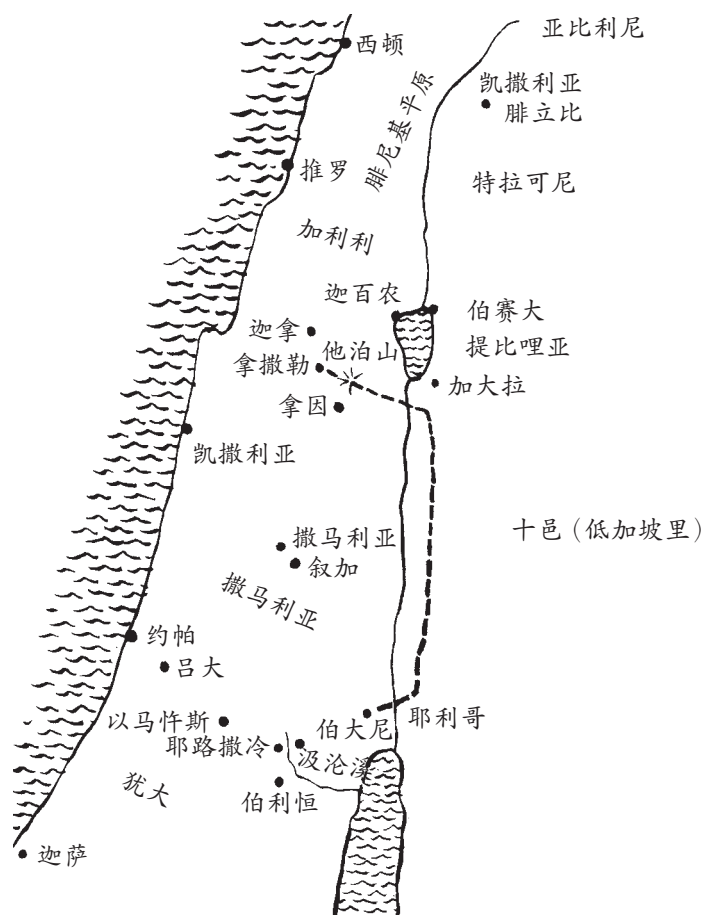 亚比利尼
西顿
凯撒利亚
腓立比
腓尼基平原
推罗
特拉可尼
加利利
迦百农
伯赛大
迦拿
他泊山
提比哩亚
拿撒勒
加大拉
拿因
凯撒利亚
十邑（低加坡里）
撒马利亚
叙加
撒马利亚
约帕
吕大
以马忤斯
伯大尼
耶利哥
耶路撒冷
汲沦溪
犹大
伯利恒
迦萨